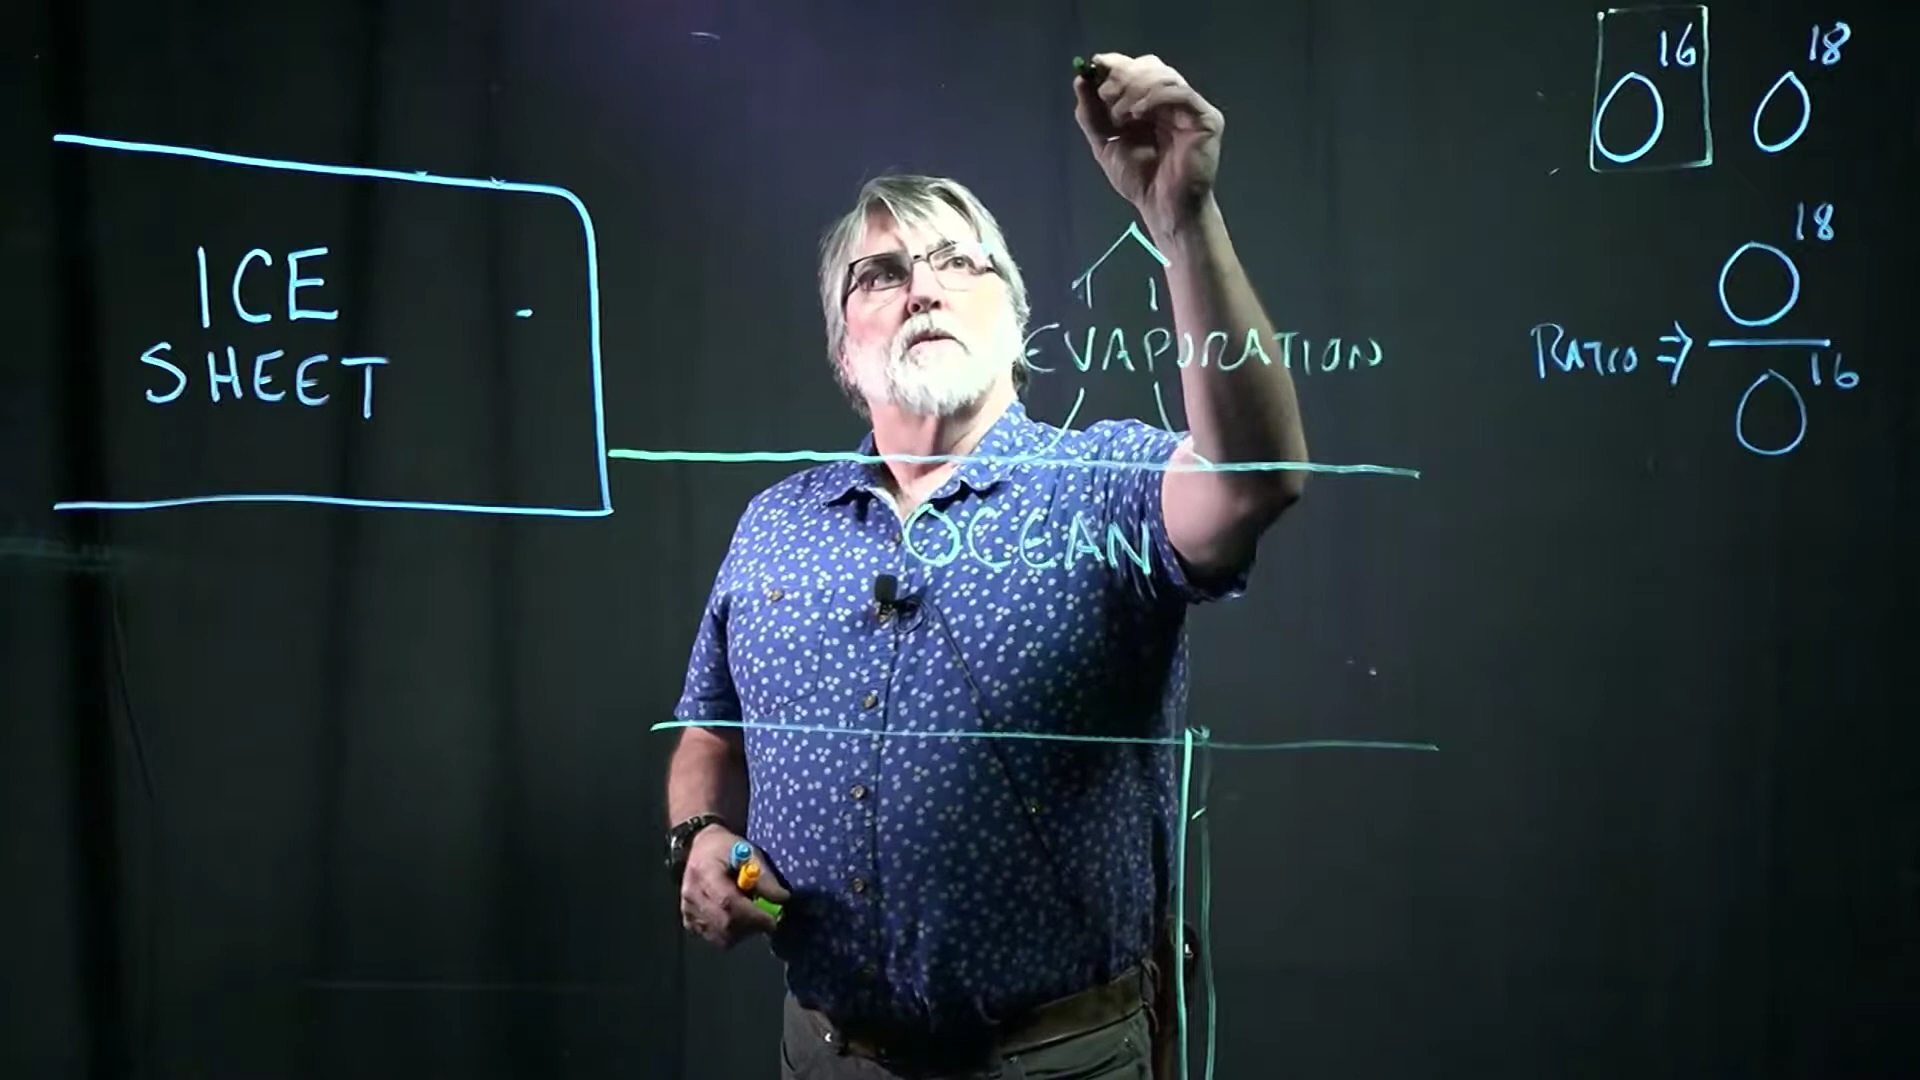 ICE
SHEET
EVAPORATION
OCEAN
O16 O18
RATIO ⇒ O18
O16